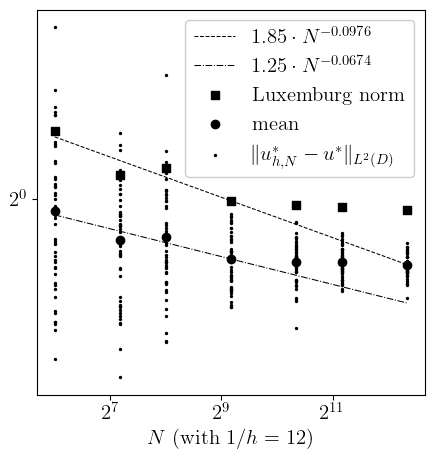 1.85 · N^{-0.0976}
1.25 · N^{-0.0674}
Luxemburg norm
mean
‖u^*_{h,N} − u^*‖_{L^2(D)}
2^0
2^7 2^9 2^{11}
N (with 1/h = 12)